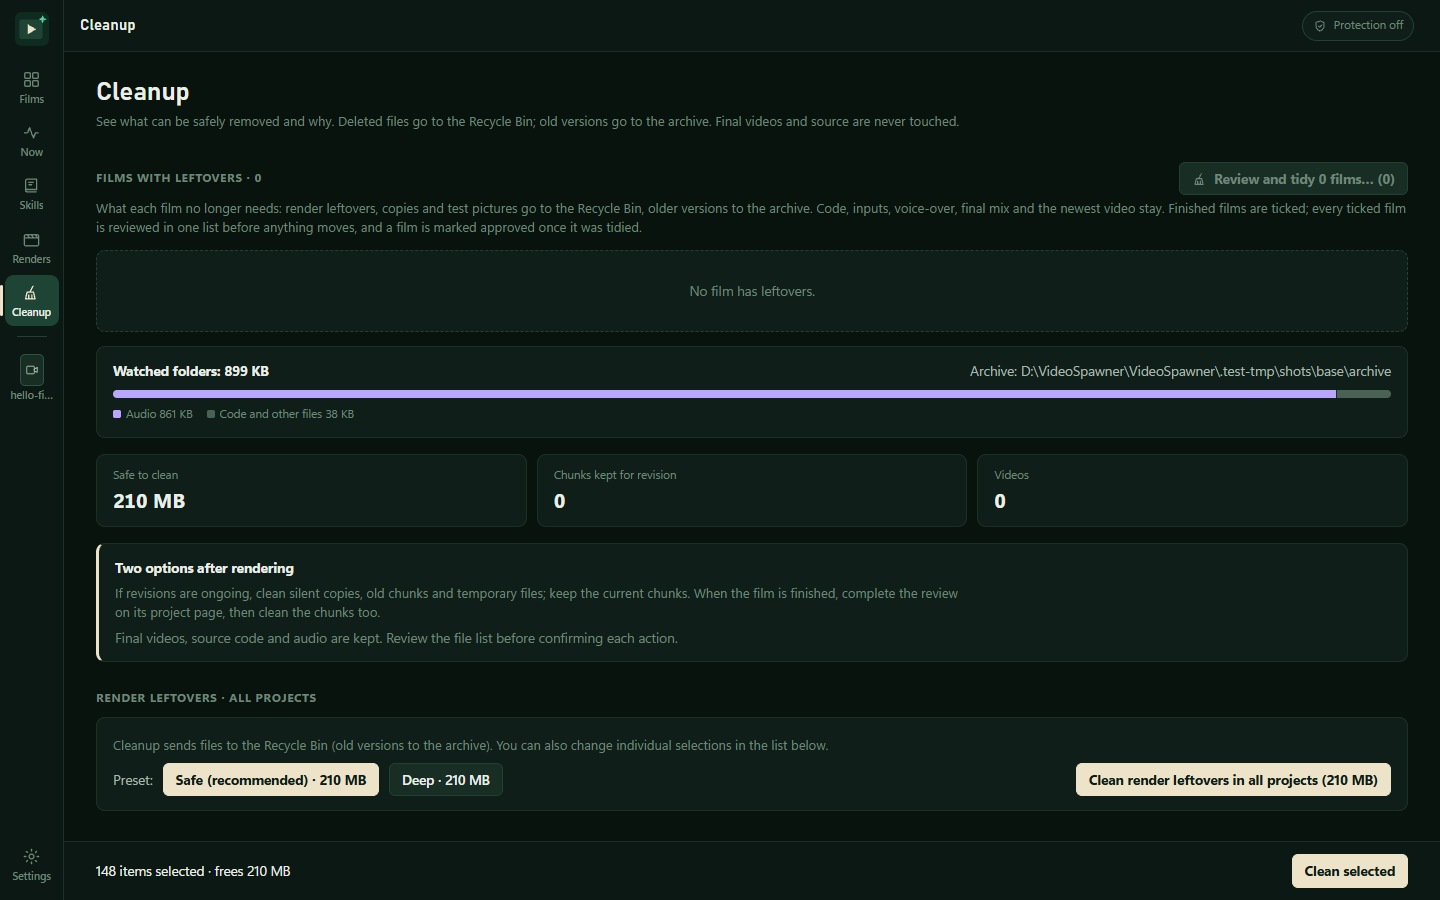 Cleanup
Protection off
Films
Now
Skills
Renders
Cleanup
hello-fi...
Settings
Cleanup
See what can be safely removed and why. Deleted files go to the Recycle Bin; old versions go to the archive. Final videos and source are never touched.
FILMS WITH LEFTOVERS · 0
Review and tidy 0 films... (0)
What each film no longer needs: render leftovers, copies and test pictures go to the Recycle Bin, older versions to the archive. Code, inputs, voice-over, final mix and the newest video stay. Finished films are ticked; every ticked film
is reviewed in one list before anything moves, and a film is marked approved once it was tidied.
No film has leftovers.
Watched folders: 899 KB
Archive: D:\VideoSpawner\VideoSpawner\.test-tmp\shots\base\archive
Audio 861 KB
Code and other files 38 KB
Safe to clean
210 MB
Chunks kept for revision
0
Videos
0
Two options after rendering
If revisions are ongoing, clean silent copies, old chunks and temporary files; keep the current chunks. When the film is finished, complete the review
on its project page, then clean the chunks too.
Final videos, source code and audio are kept. Review the file list before confirming each action.
RENDER LEFTOVERS · ALL PROJECTS
Cleanup sends files to the Recycle Bin (old versions to the archive). You can also change individual selections in the list below.
Preset:
Safe (recommended) · 210 MB
Deep · 210 MB
Clean render leftovers in all projects (210 MB)
148 items selected · frees 210 MB
Clean selected